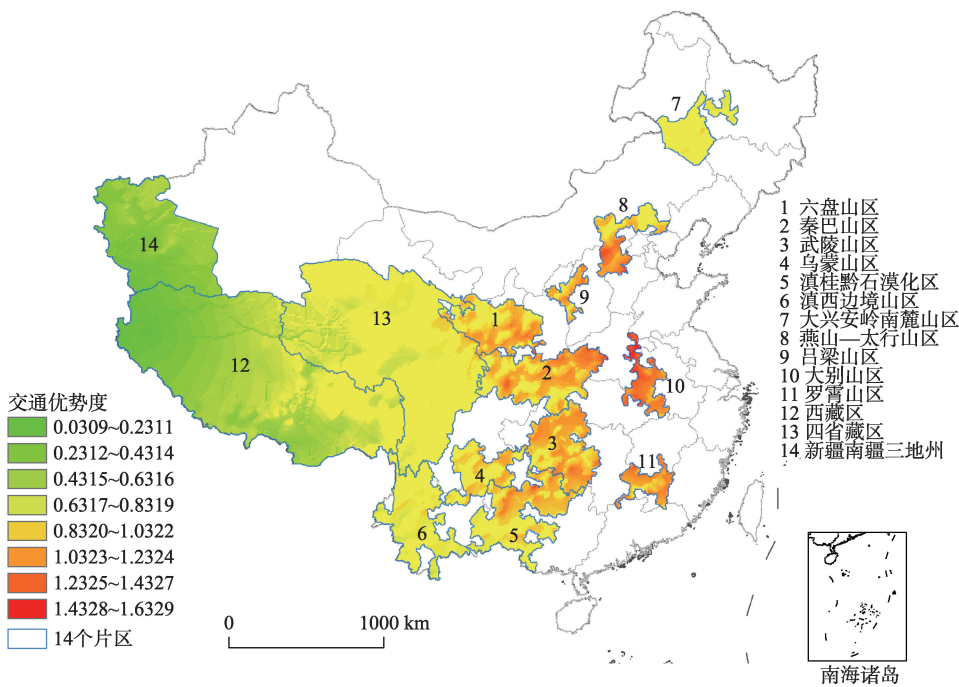 7
8
14
13
1
9
12
2
10
3
4
11
6
5
1 六盘山区
2 秦巴山区
3 武陵山区
4 乌蒙山区
5 滇桂黔石漠化区
6 滇西边境山区
7 大兴安岭南麓山区
8 燕山—太行山区
9 吕梁山区
10 大别山区
11 罗霄山区
12 西藏区
13 四省藏区
14 新疆南疆三地州
交通优势度
0.0309~0.2311
0.2312~0.4314
0.4315~0.6316
0.6317~0.8319
0.8320~1.0322
1.0323~1.2324
1.2325~1.4327
1.4328~1.6329
14个片区
0 1000 km
南海诸岛